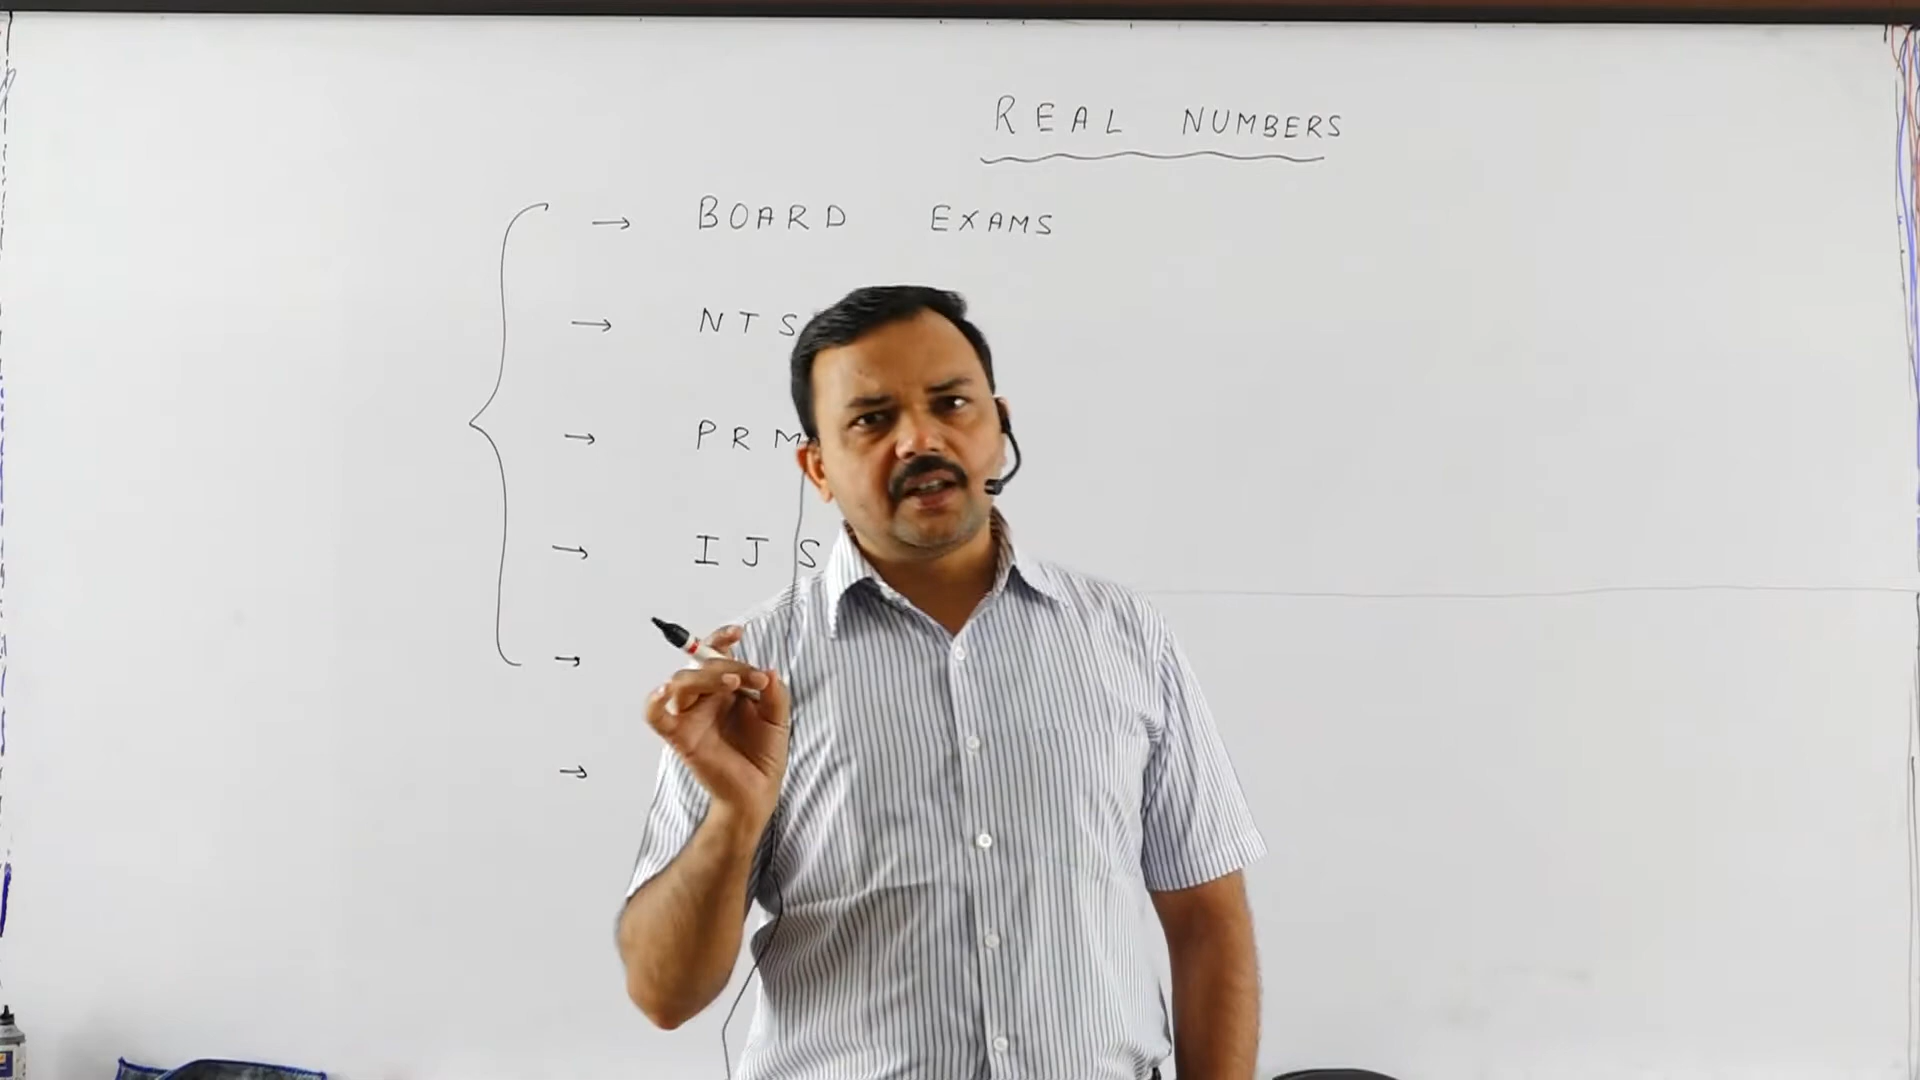 REAL NUMBERS
→ BOARD EXAMS
→ NTS
→ PRM
→ IJS
→
→